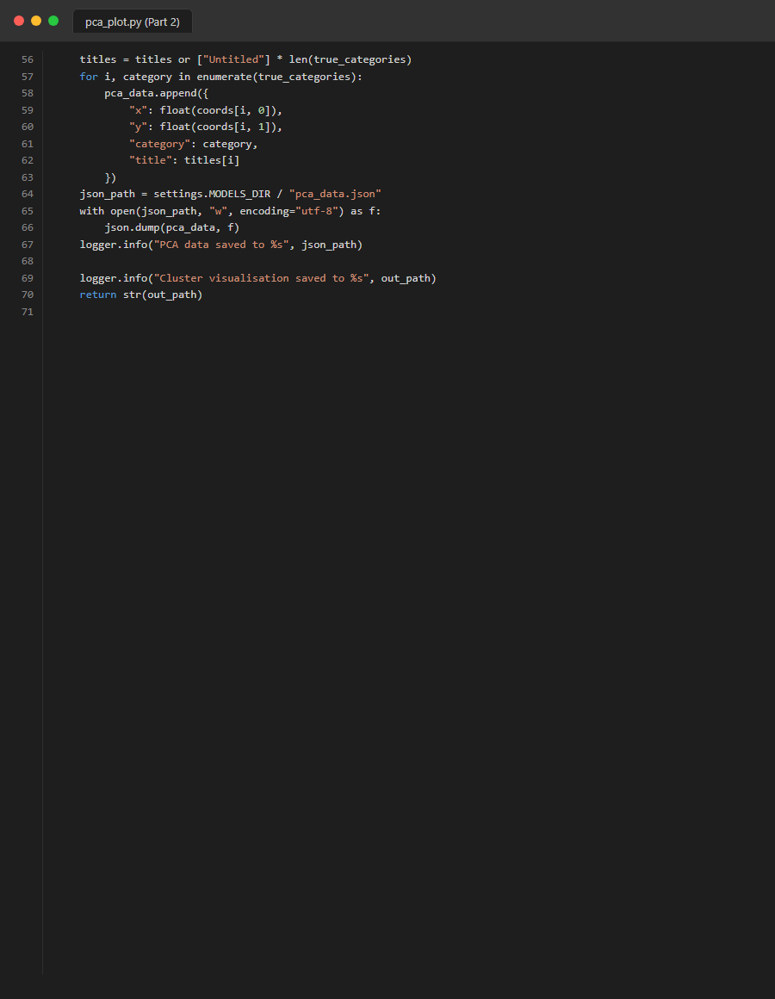 pca_plot.py (Part 2)
56 titles = titles or ["Untitled"] * len(true_categories)
57 for i, category in enumerate(true_categories):
58     pca_data.append({
59         "x": float(coords[i, 0]),
60         "y": float(coords[i, 1]),
61         "category": category,
62         "title": titles[i]
63     })
64 json_path = settings.MODELS_DIR / "pca_data.json"
65 with open(json_path, "w", encoding="utf-8") as f:
66     json.dump(pca_data, f)
67 logger.info("PCA data saved to %s", json_path)
68
69 logger.info("Cluster visualisation saved to %s", out_path)
70 return str(out_path)
71